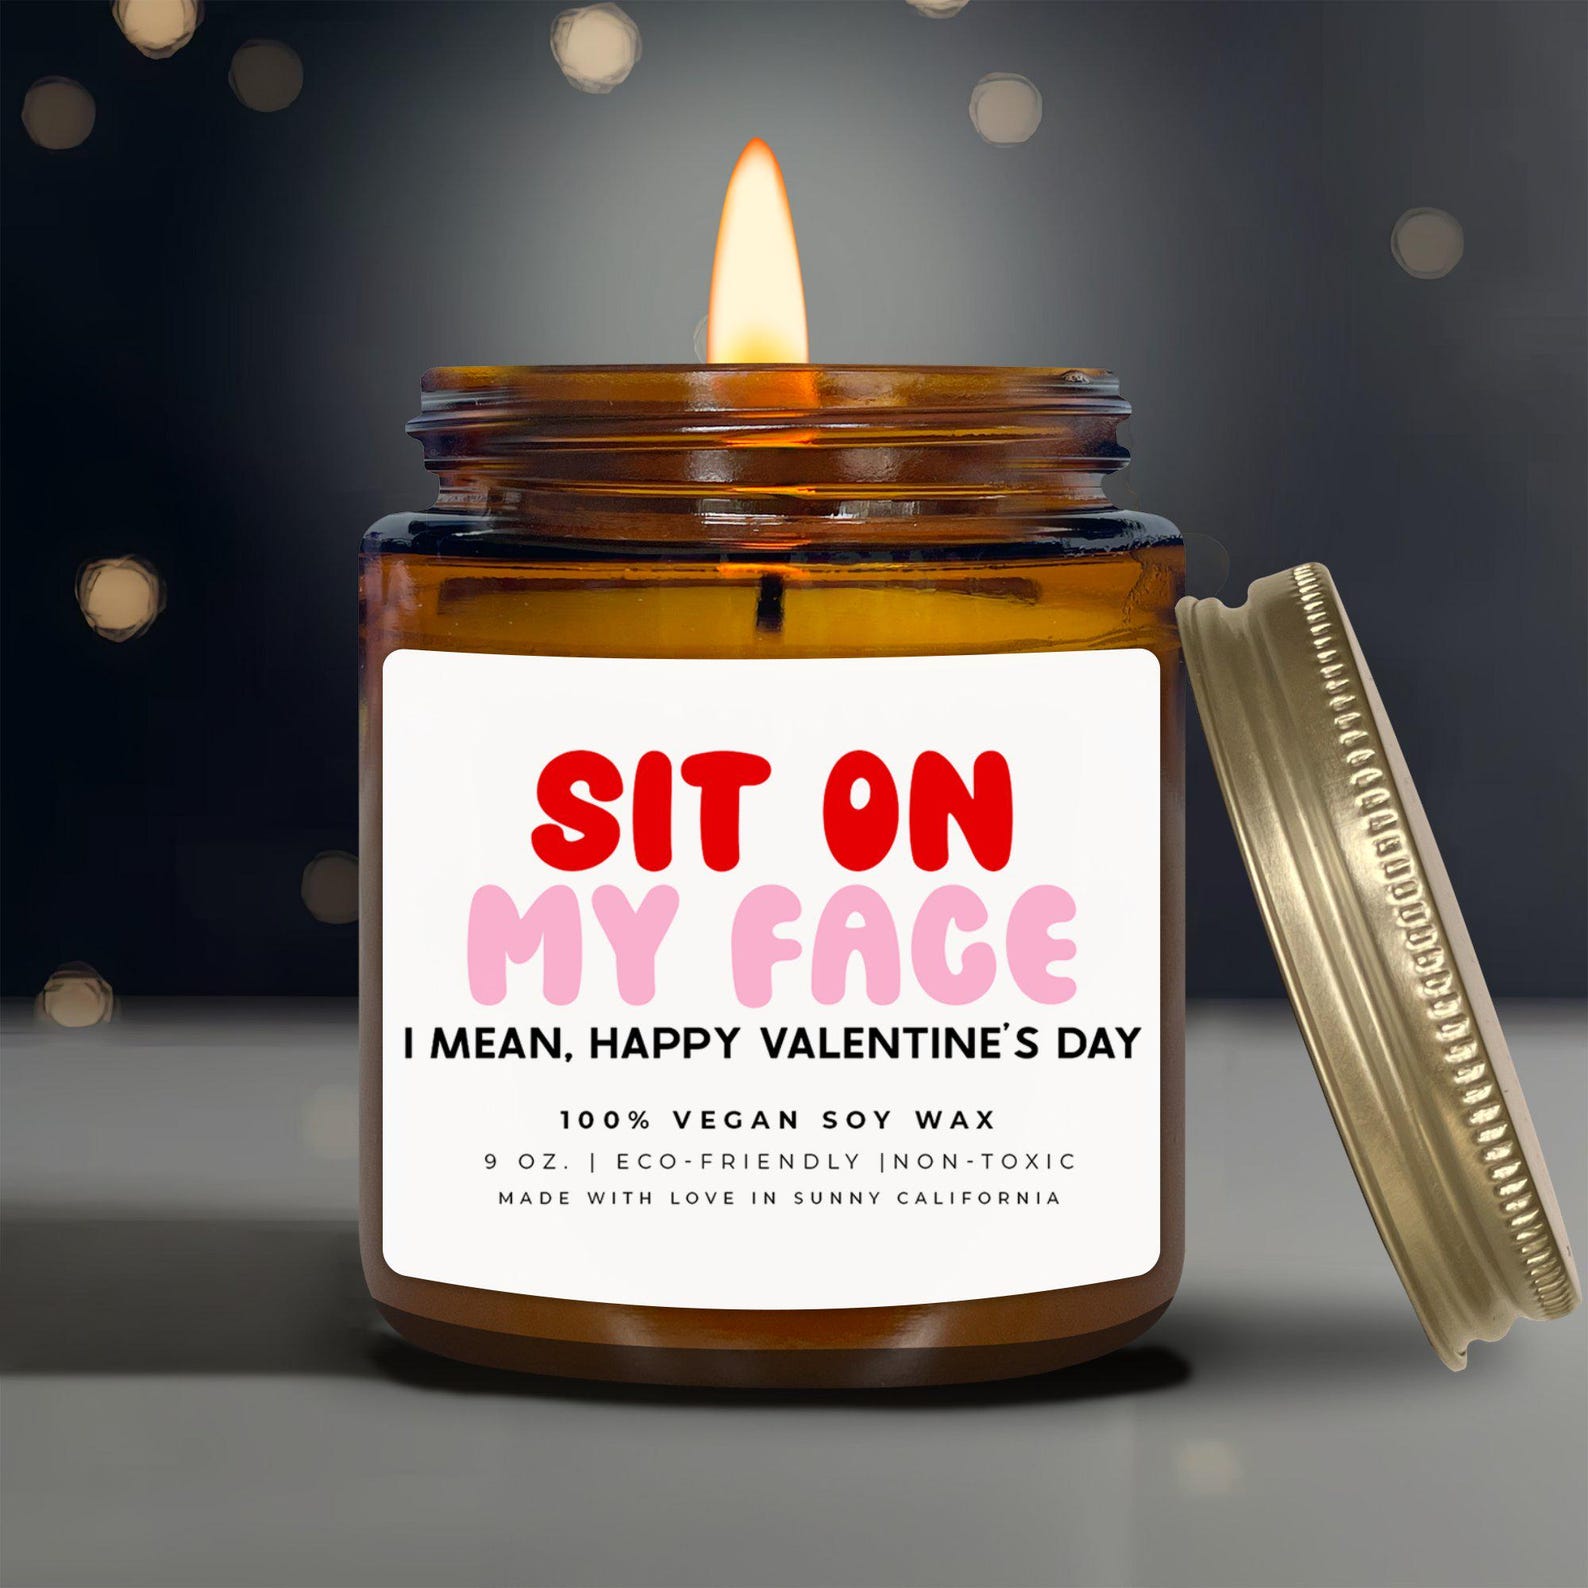 SIT ON
MY FACE
I MEAN, HAPPY VALENTINE'S DAY
100% VEGAN SOY WAX
9 OZ. | ECO-FRIENDLY |NON-TOXIC
MADE WITH LOVE IN SUNNY CALIFORNIA